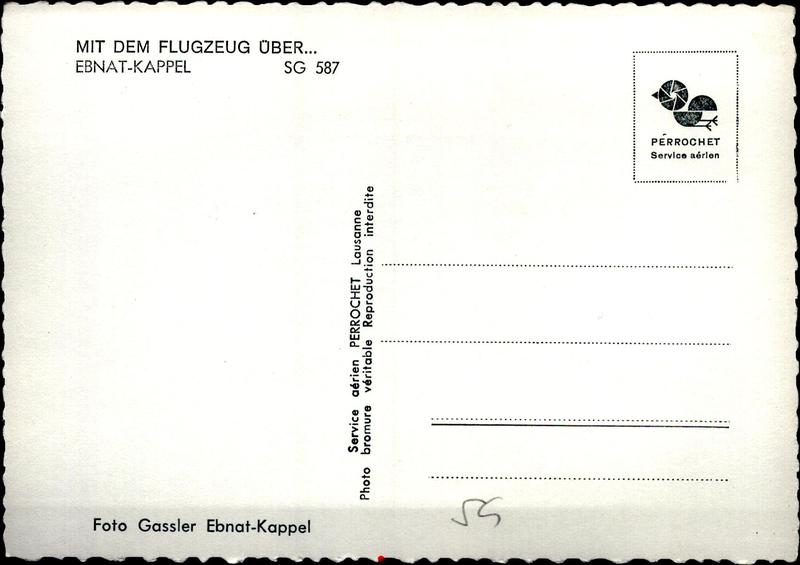 MIT DEM FLUGZEUG ÜBER...
EBNAT-KAPPEL SG 587
PERROCHET
Service aérien
Service aérien PERROCHET Lausanne
Photo bromure véritable Reproduction interdite
Foto Gassler Ebnat-Kappel